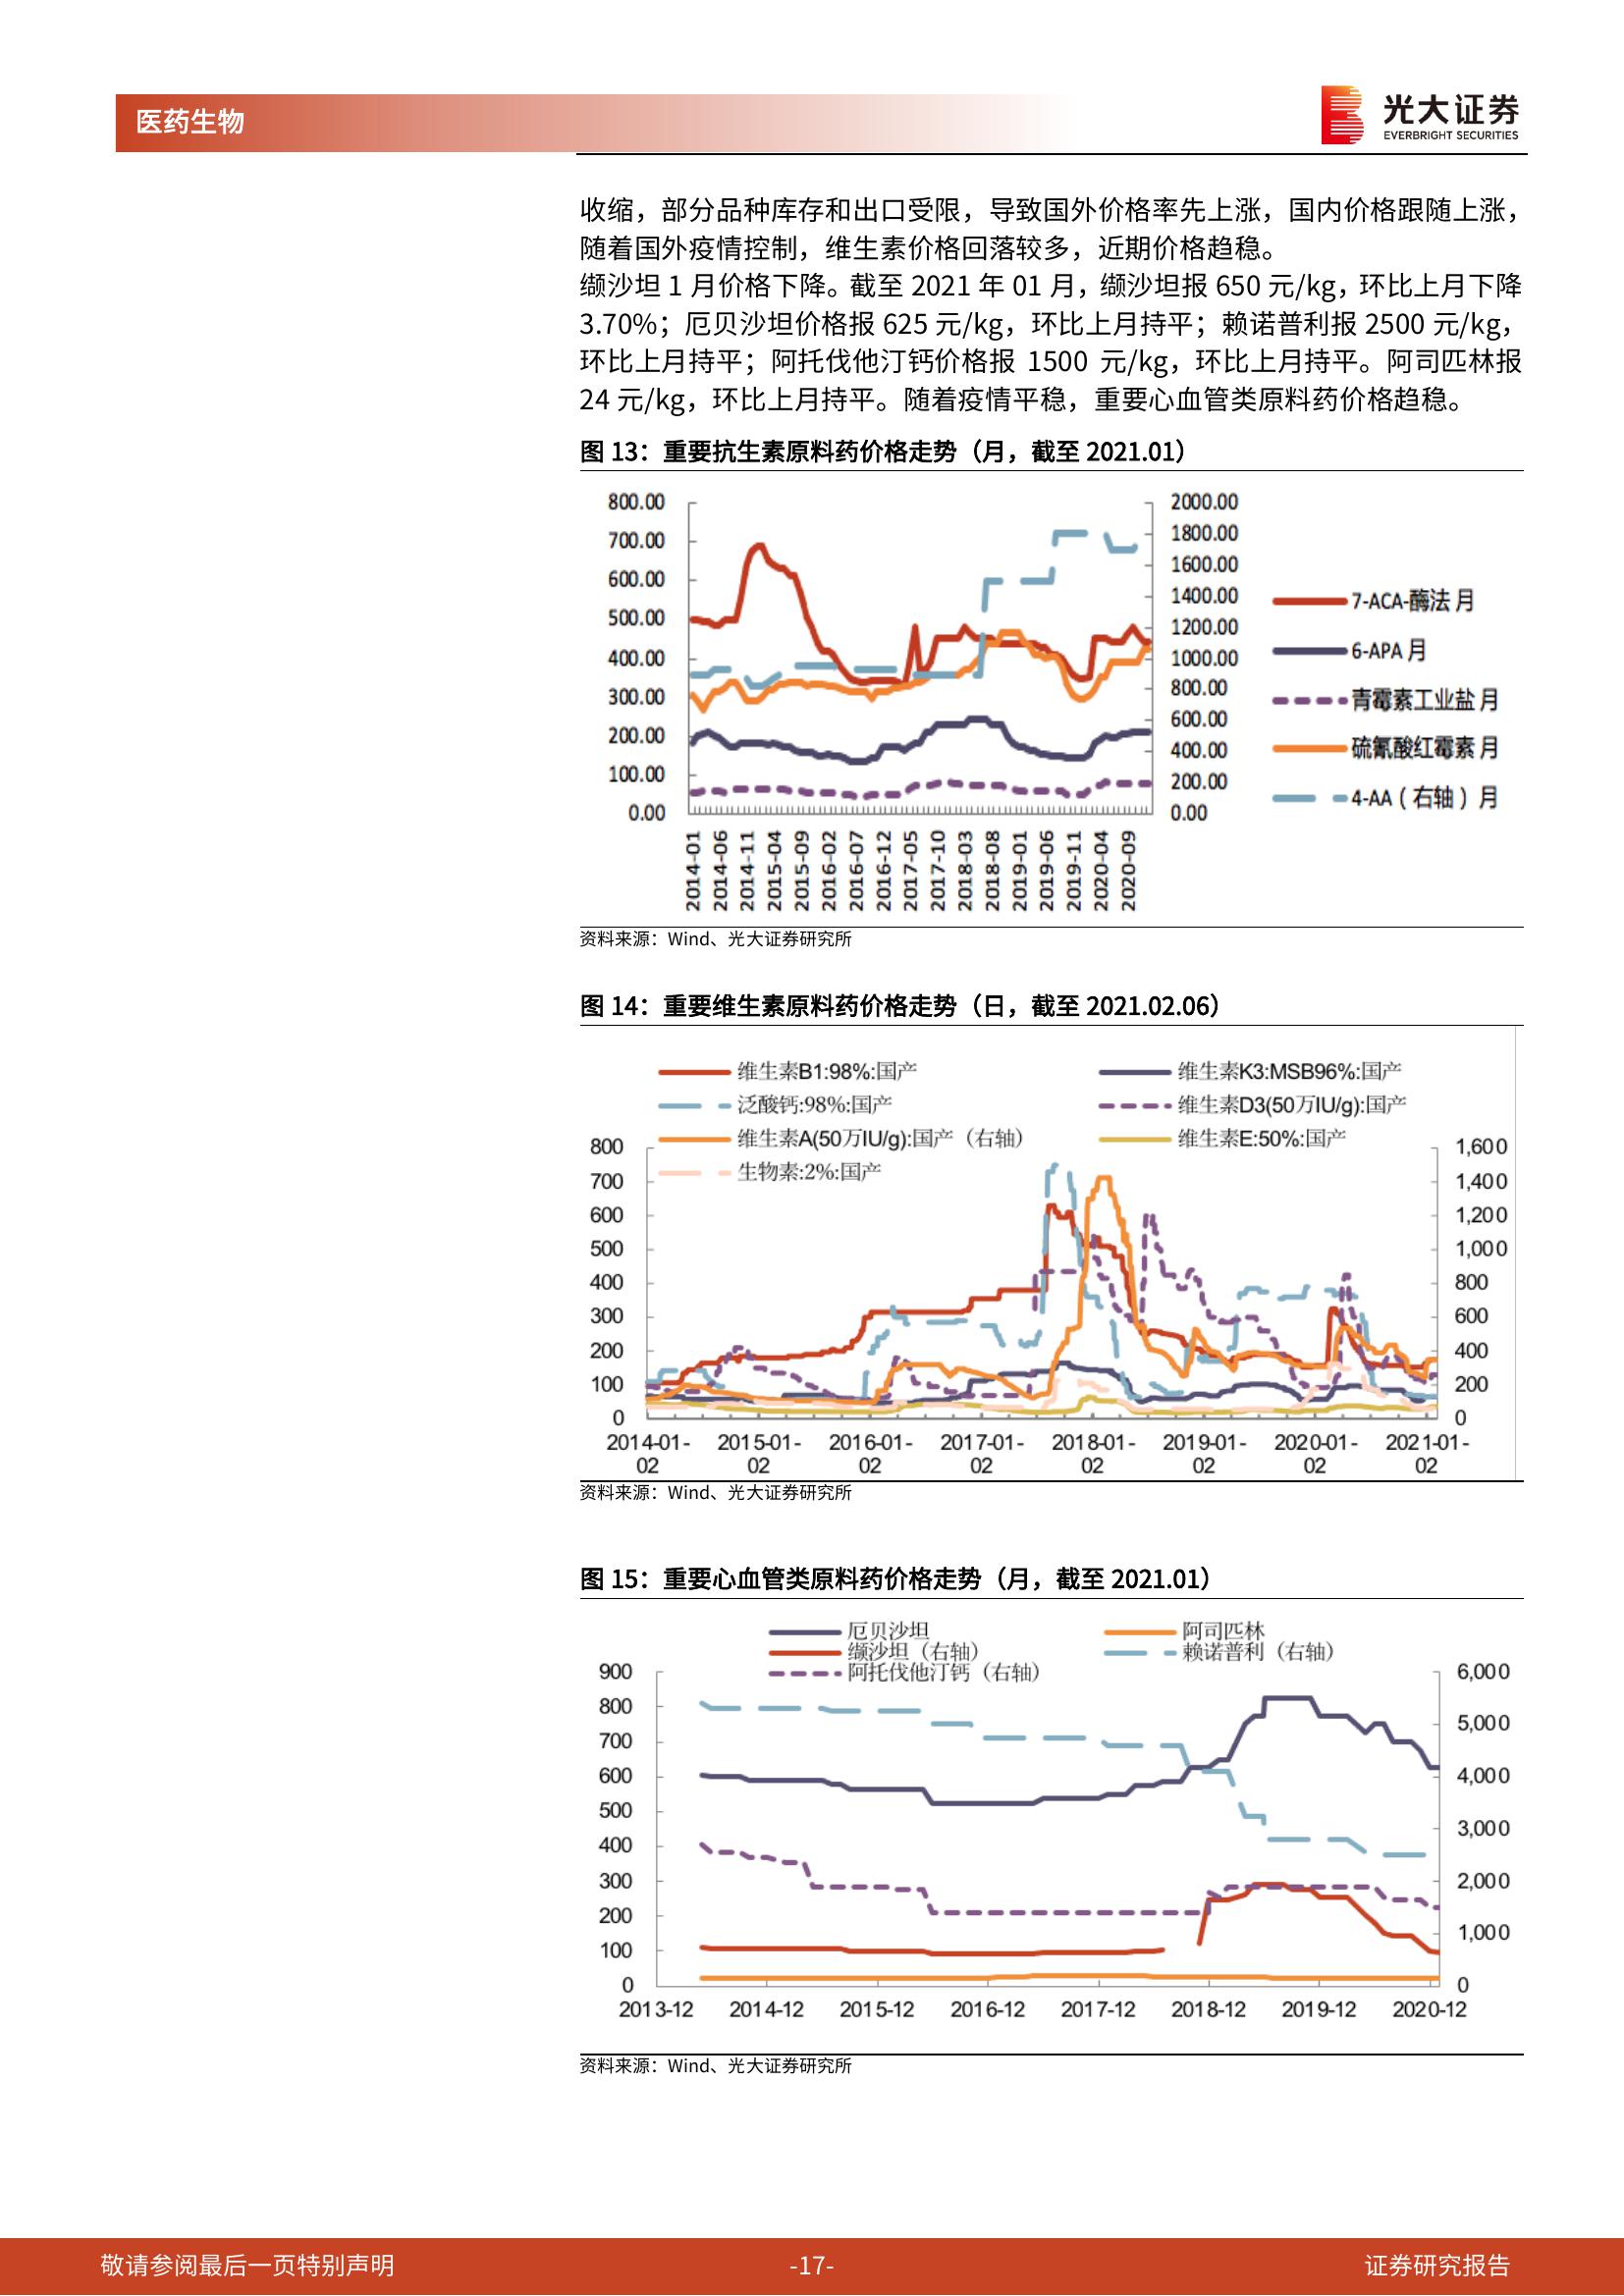 医药生物
光大证券
EVERBRIGHT SECURITIES
收缩，部分品种库存和出口受限，导致国外价格率先上涨，国内价格跟随上涨，
随着国外疫情控制，维生素价格回落较多，近期价格趋稳。
缬沙坦 1 月价格下降。截至 2021 年 01 月，缬沙坦报 650 元/kg，环比上月下降
3.70%；厄贝沙坦价格报 625 元/kg，环比上月持平；赖诺普利报 2500 元/kg，
环比上月持平；阿托伐他汀钙价格报 1500 元/kg，环比上月持平。阿司匹林报
24 元/kg，环比上月持平。随着疫情平稳，重要心血管类原料药价格趋稳。
图 13：重要抗生素原料药价格走势（月，截至 2021.01）
800.00
700.00
600.00
500.00
400.00
300.00
200.00
100.00
0.00
2000.00
1800.00
1600.00
1400.00
1200.00
1000.00
800.00
600.00
400.00
200.00
0.00
7-ACA-酶法 月
6-APA 月
青霉素工业盐 月
硫氰酸红霉素 月
4-AA（右轴）月
2014-01
2014-06
2014-11
2015-04
2015-09
2016-02
2016-07
2016-12
2017-05
2017-10
2018-03
2018-08
2019-01
2019-06
2019-11
2020-04
2020-09
资料来源：Wind、光大证券研究所
图 14：重要维生素原料药价格走势（日，截至 2021.02.06）
维生素B1:98%:国产
维生素K3:MSB96%:国产
泛酸钙:98%:国产
维生素D3(50万IU/g):国产
维生素A(50万IU/g):国产（右轴）
维生素E:50%:国产
生物素:2%:国产
800
700
600
500
400
300
200
100
0
1,600
1,400
1,200
1,000
800
600
400
200
0
2014-01-02
2015-01-02
2016-01-02
2017-01-02
2018-01-02
2019-01-02
2020-01-02
2021-01-02
资料来源：Wind、光大证券研究所
图 15：重要心血管类原料药价格走势（月，截至 2021.01）
厄贝沙坦
阿司匹林
缬沙坦（右轴）
赖诺普利（右轴）
阿托伐他汀钙（右轴）
900
800
700
600
500
400
300
200
100
0
6,000
5,000
4,000
3,000
2,000
1,000
0
2013-12
2014-12
2015-12
2016-12
2017-12
2018-12
2019-12
2020-12
资料来源：Wind、光大证券研究所
敬请参阅最后一页特别声明
-17-
证券研究报告